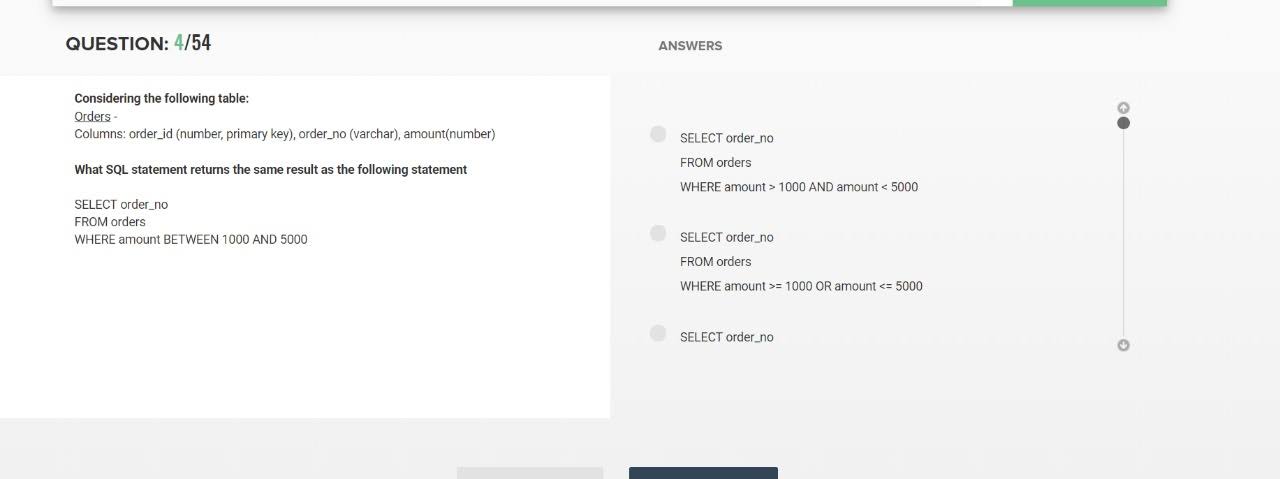 QUESTION: 4/54
ANSWERS
Considering the following table:
Orders -
Columns: order_id (number, primary key), order_no (varchar), amount(number)
What SQL statement returns the same result as the following statement
SELECT order_no
FROM orders
WHERE amount BETWEEN 1000 AND 5000
SELECT order_no
FROM orders
WHERE amount > 1000 AND amount < 5000
SELECT order_no
FROM orders
WHERE amount >= 1000 OR amount <= 5000
SELECT order_no